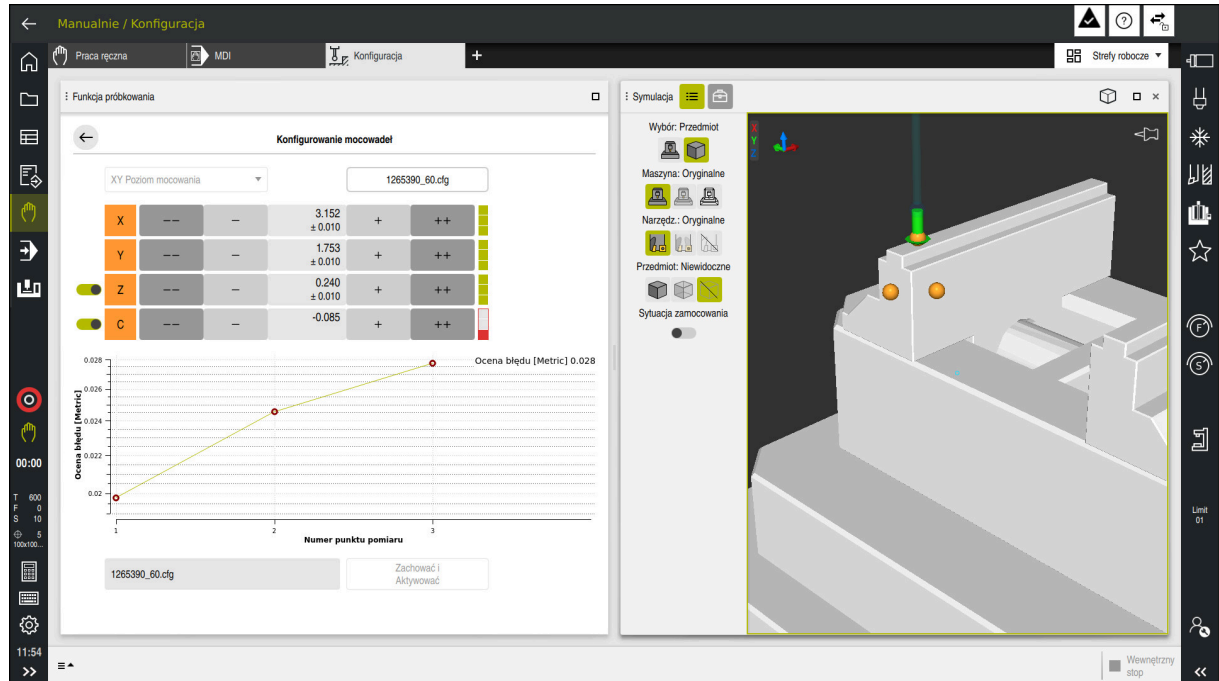 Manualnie / Konfiguracja
Praca ręczna
MDI
Konfiguracja
+
Strefy robocze
Funkcja próbkowania
Konfigurowanie mocowadeł
XY Poziom mocowania
1265390_60.cfg
X -- - 3.152 + ++
± 0.010
Y -- - 1.753 + ++
± 0.010
Z -- - 0.240 + ++
± 0.010
C -- - -0.085 + ++
Ocena błędu [Metric] 0.028
0.028
0.026
0.024
0.022
0.02
Ocena błędu [Metric]
1 2 3
Numer punktu pomiaru
1265390_60.cfg
Zachować i
Aktywować
Symulacja
Wybór: Przedmiot
Maszyna: Oryginalne
Narzędz.: Oryginalne
Przedmiot: Niewidoczne
Sytuacja zamocowania
X
Y
Z
00:00
T 600
F 0
S 10
5
100x100...
11:54
F
S
Limit
01
Wewnętrzny
stop